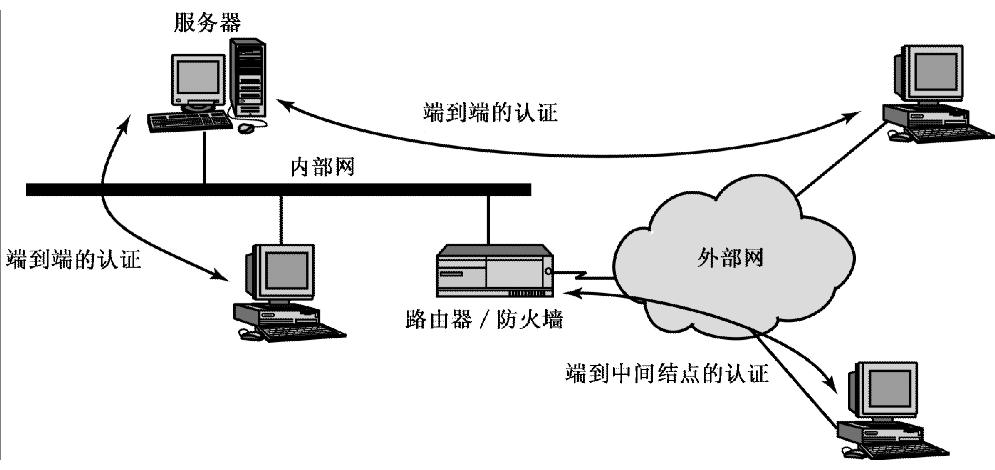 服务器
端到端的认证
内部网
端到端的认证
外部网
路由器/防火墙
端到中间结点的认证